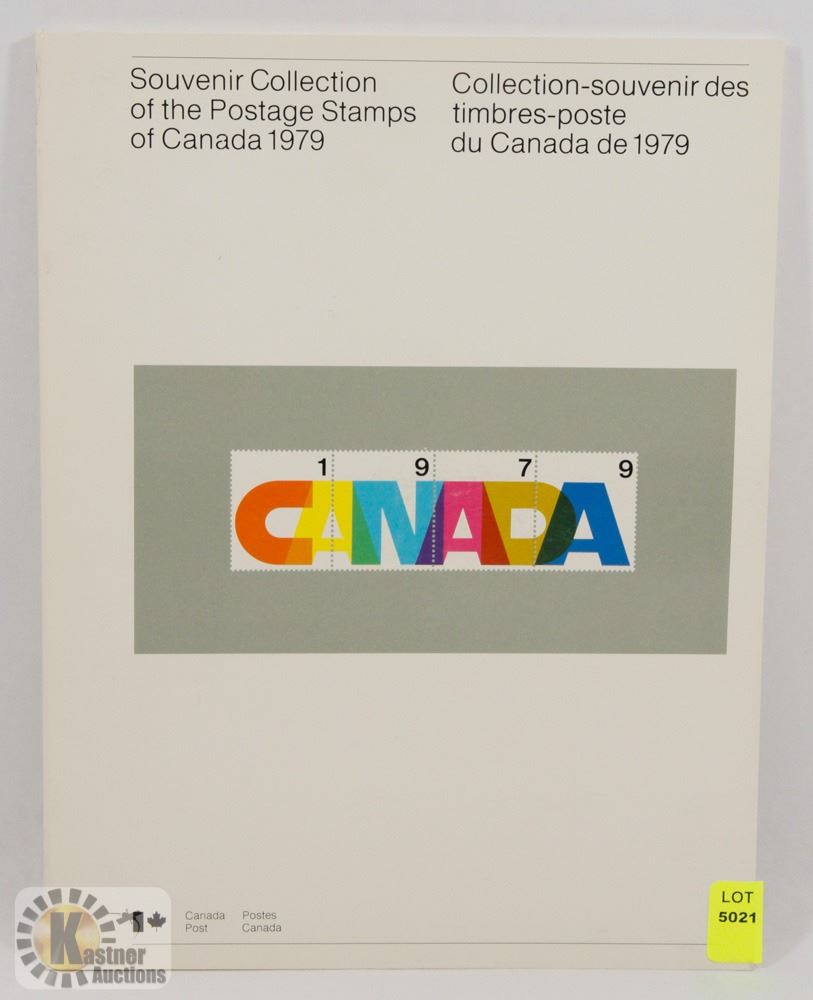 Souvenir Collection
of the Postage Stamps
of Canada 1979
Collection-souvenir des
timbres-poste
du Canada de 1979
1 9 7 9
CANADA
Canada
Post
Postes
Canada
LOT
5021
Kastner
Auctions